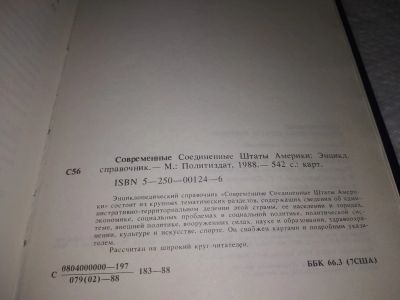 Современные Соединенные Штаты Америки: Энцикл.
С56 справочник.— М.: Политиздат, 1988.— 542 с.: карт.
ISBN 5—250—00124—6
Энциклопедический справочник «Современные Соединенные Штаты Амери-
ки» состоит из крупных тематических разделов, содержащих сведения об адми-
нистративно-территориальном делении этой страны, ее населении и городах,
экономике, социальных проблемах и социальной политике, политической сис-
теме, внешней политике, вооруженных силах, науке и образовании, здравоохра-
нении, культуре и искусстве, спорте. Он снабжен картами и подробным указа-
телем.
Рассчитан на широкий круг читателей.
С 0804000000—197
079(02)—88
183—88
ББК 66.3(7США)